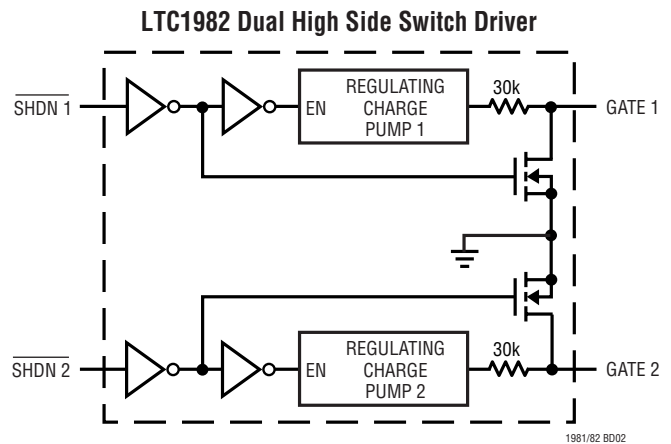 LTC1982 Dual High Side Switch Driver
SHDN 1
EN
REGULATING
CHARGE
PUMP 1
30k
GATE 1
SHDN 2
EN
REGULATING
CHARGE
PUMP 2
30k
GATE 2
1981/82 BD02